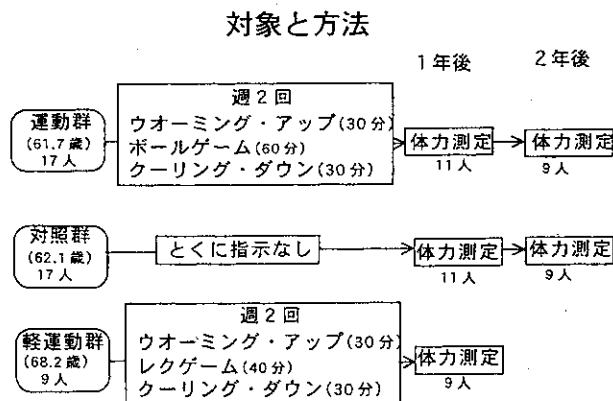 対象と方法
1年後
2年後
運動群
(61.7歳)
17人
週2回
ウオーミング・アップ(30分)
ボールゲーム(60分)
クーリング・ダウン(30分)
体力測定
11人
体力測定
9人
対照群
(62.1歳)
17人
とくに指示なし
体力測定
11人
体力測定
9人
軽運動群
(68.2歳)
9人
週2回
ウオーミング・アップ(30分)
レクゲーム(40分)
クーリング・ダウン(30分)
体力測定
9人